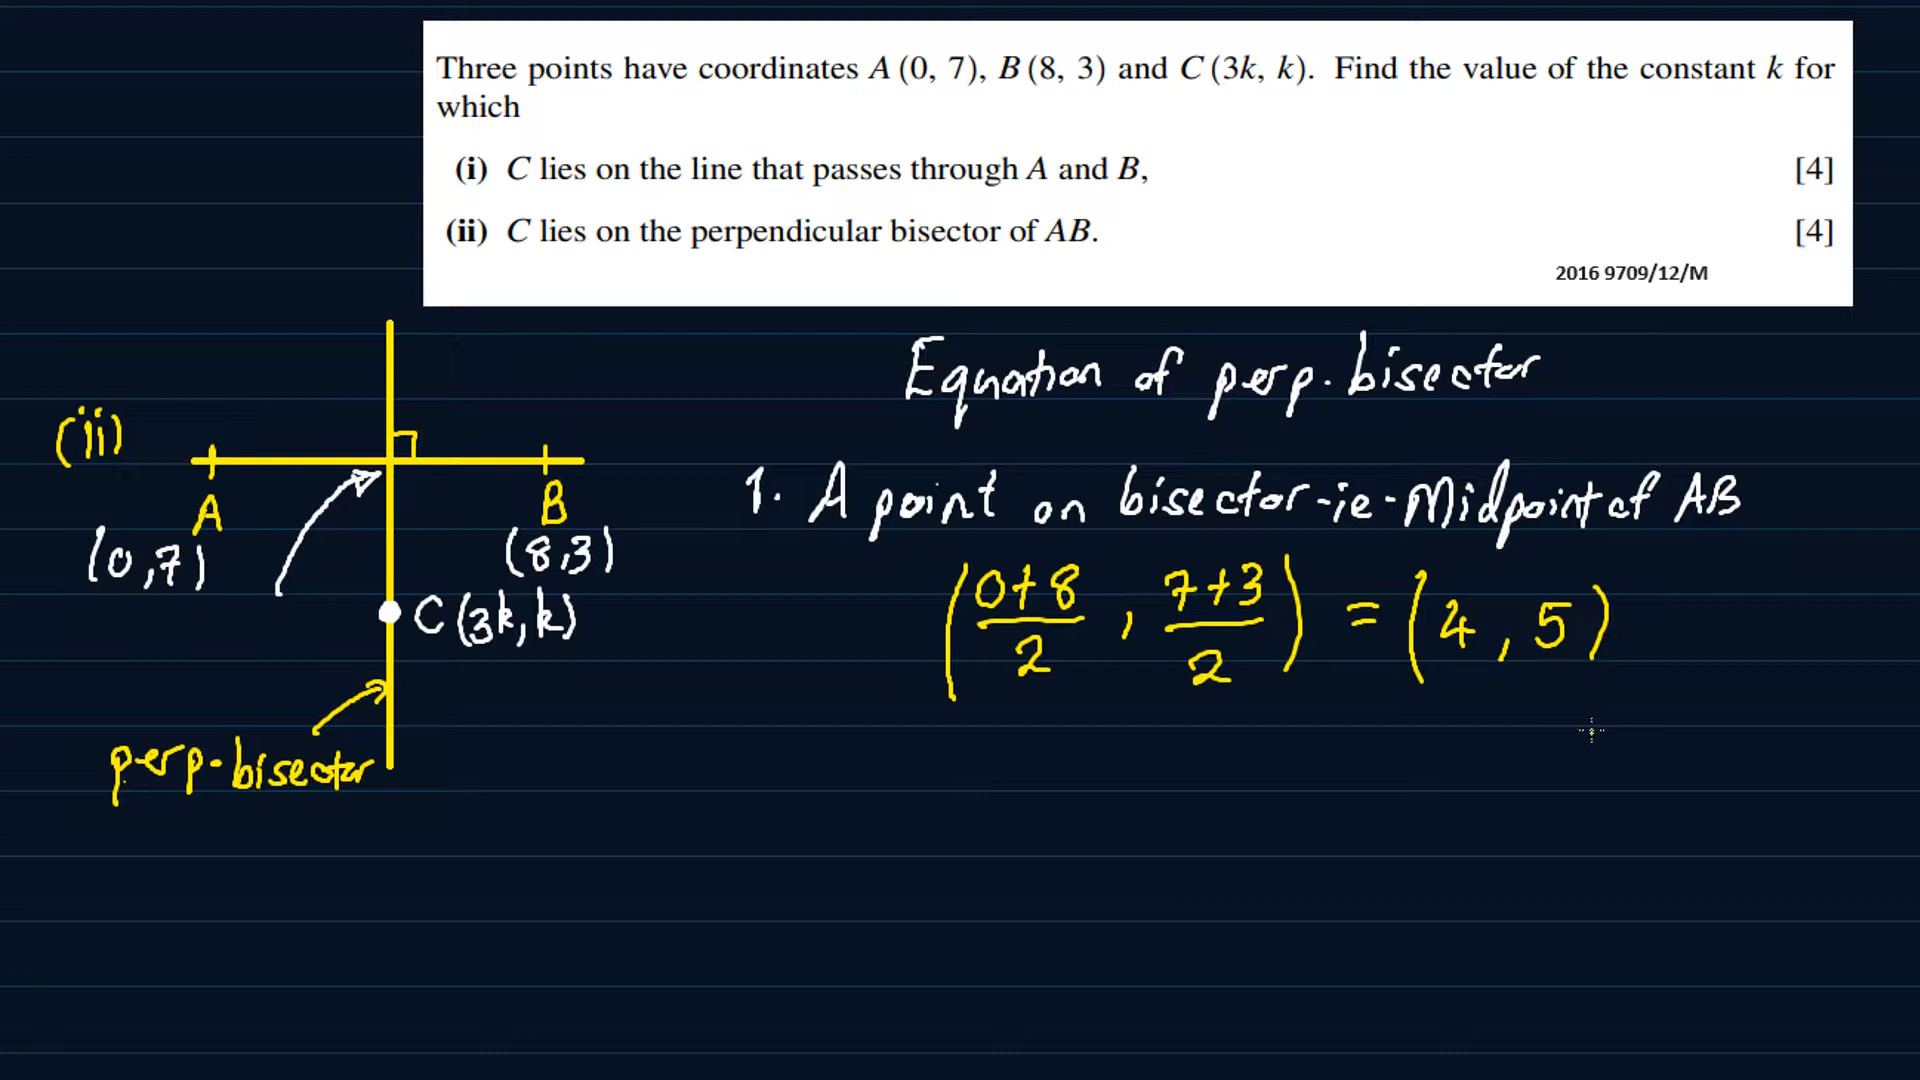 Three points have coordinates A (0, 7), B (8, 3) and C (3k, k). Find the value of the constant k for
which
(i) C lies on the line that passes through A and B, [4]
(ii) C lies on the perpendicular bisector of AB. [4]
2016 9709/12/M
Equation of perp. bisector
(ii)
A
B
(0,7)
(8,3)
C (3k, k)
perp. bisector
1. A point on bisector - ie - Midpoint of AB
(0+8/2 , 7+3/2) = (4 , 5)